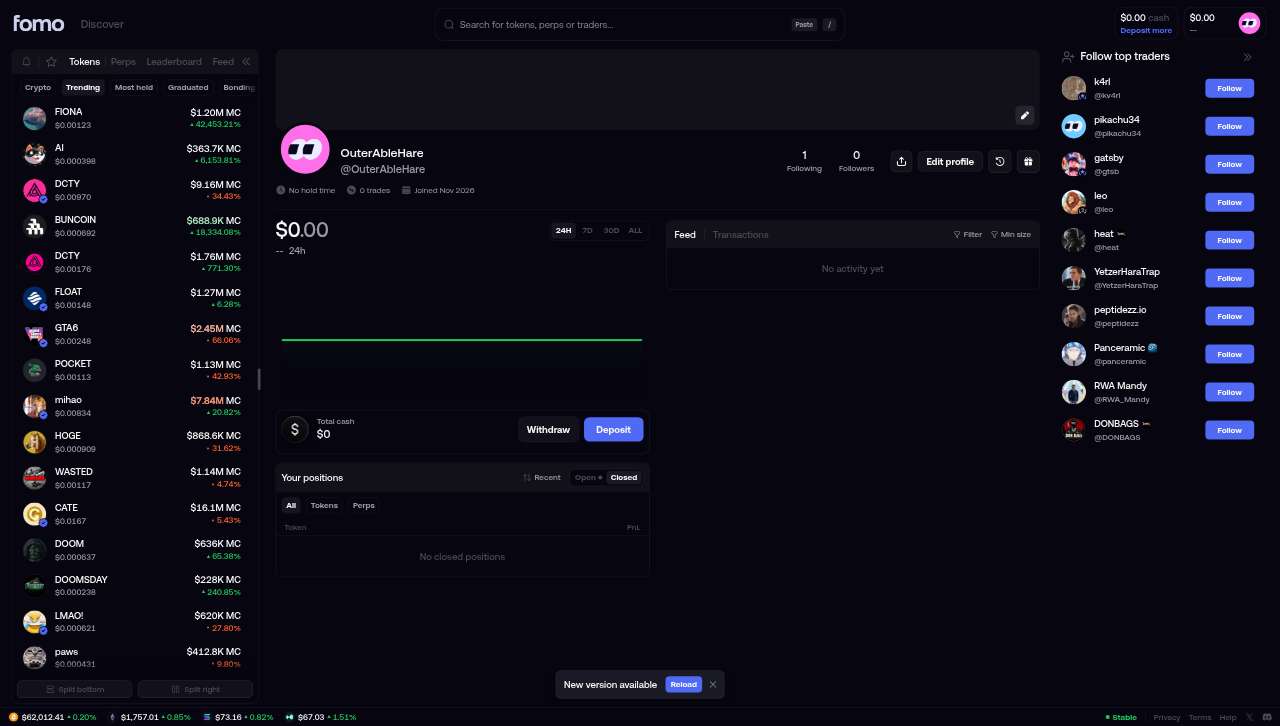 fomo
Discover
Search for tokens, perps or traders...
Paste
/
$0.00 cash
Deposit more
$0.00
—
Tokens
Perps
Leaderboard
Feed
Crypto
Trending
Most held
Graduated
Bonding
FIONA
$1.20M MC
$0.00123
42,453.21%
AI
$363.7K MC
$0.000398
6,153.81%
DCTY
$9.16M MC
$0.00970
34.43%
BUNCOIN
$688.9K MC
$0.000692
18,334.08%
DCTY
$1.76M MC
$0.00176
771.30%
FLOAT
$1.27M MC
$0.00148
6.28%
GTA6
$2.45M MC
$0.00248
66.06%
POCKET
$1.13M MC
$0.00113
42.93%
mihao
$7.84M MC
$0.00834
20.82%
HOGE
$868.6K MC
$0.000909
31.62%
WASTED
$1.14M MC
$0.00117
4.74%
CATE
$16.1M MC
$0.0167
5.43%
DOOM
$636K MC
$0.000637
65.38%
DOOMSDAY
$228K MC
$0.000238
240.85%
LMAO!
$620K MC
$0.000621
27.80%
paws
$412.8K MC
$0.000431
9.80%
Split bottom
Split right
OuterAbleHare
@OuterAbleHare
No hold time
0 trades
Joined Nov 2026
1
Following
0
Followers
Edit profile
$0.00
-- 24h
24H
7D
30D
ALL
Total cash
$0
Withdraw
Deposit
Your positions
Recent
Open
Closed
All
Tokens
Perps
Token
PnL
No closed positions
Feed
Transactions
Filter
Min size
No activity yet
Follow top traders
k4rl
@kv4rl
Follow
pikachu34
@pikachu34
Follow
gatsby
@gtsb
Follow
leo
@leo
Follow
heat
@heat
Follow
YetzerHaraTrap
@YetzerHaraTrap
Follow
peptidezz.io
@peptidezz
Follow
Panceramic
@panceramic
Follow
RWA Mandy
@RWA_Mandy
Follow
DONBAGS
@DONBAGS
Follow
New version available
Reload
$62,012.41 0.20%
$1,757.01 0.85%
$73.16 0.82%
$67.03 1.51%
Stable
Privacy
Terms
Help